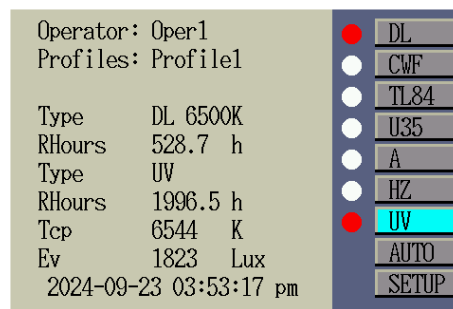 Operator: Oper1
Profiles: Profile1
Type DL 6500K
RHours 528.7 h
Type UV
RHours 1996.5 h
Tcp 6544 K
Ev 1823 Lux
2024-09-23 03:53:17 pm
DL
CWF
TL84
U35
A
HZ
UV
AUTO
SETUP